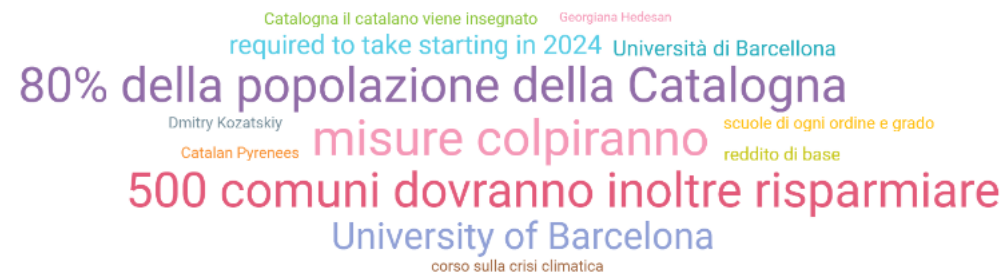 Catalogna il catalano viene insegnato Georgiana Hedesan
required to take starting in 2024 Università di Barcellona
80% della popolazione della Catalogna
Dmitry Kozatskiy misure colpiranno scuole di ogni ordine e grado
Catalan Pyrenees reddito di base
500 comuni dovranno inoltre risparmiare
University of Barcelona
corso sulla crisi climatica